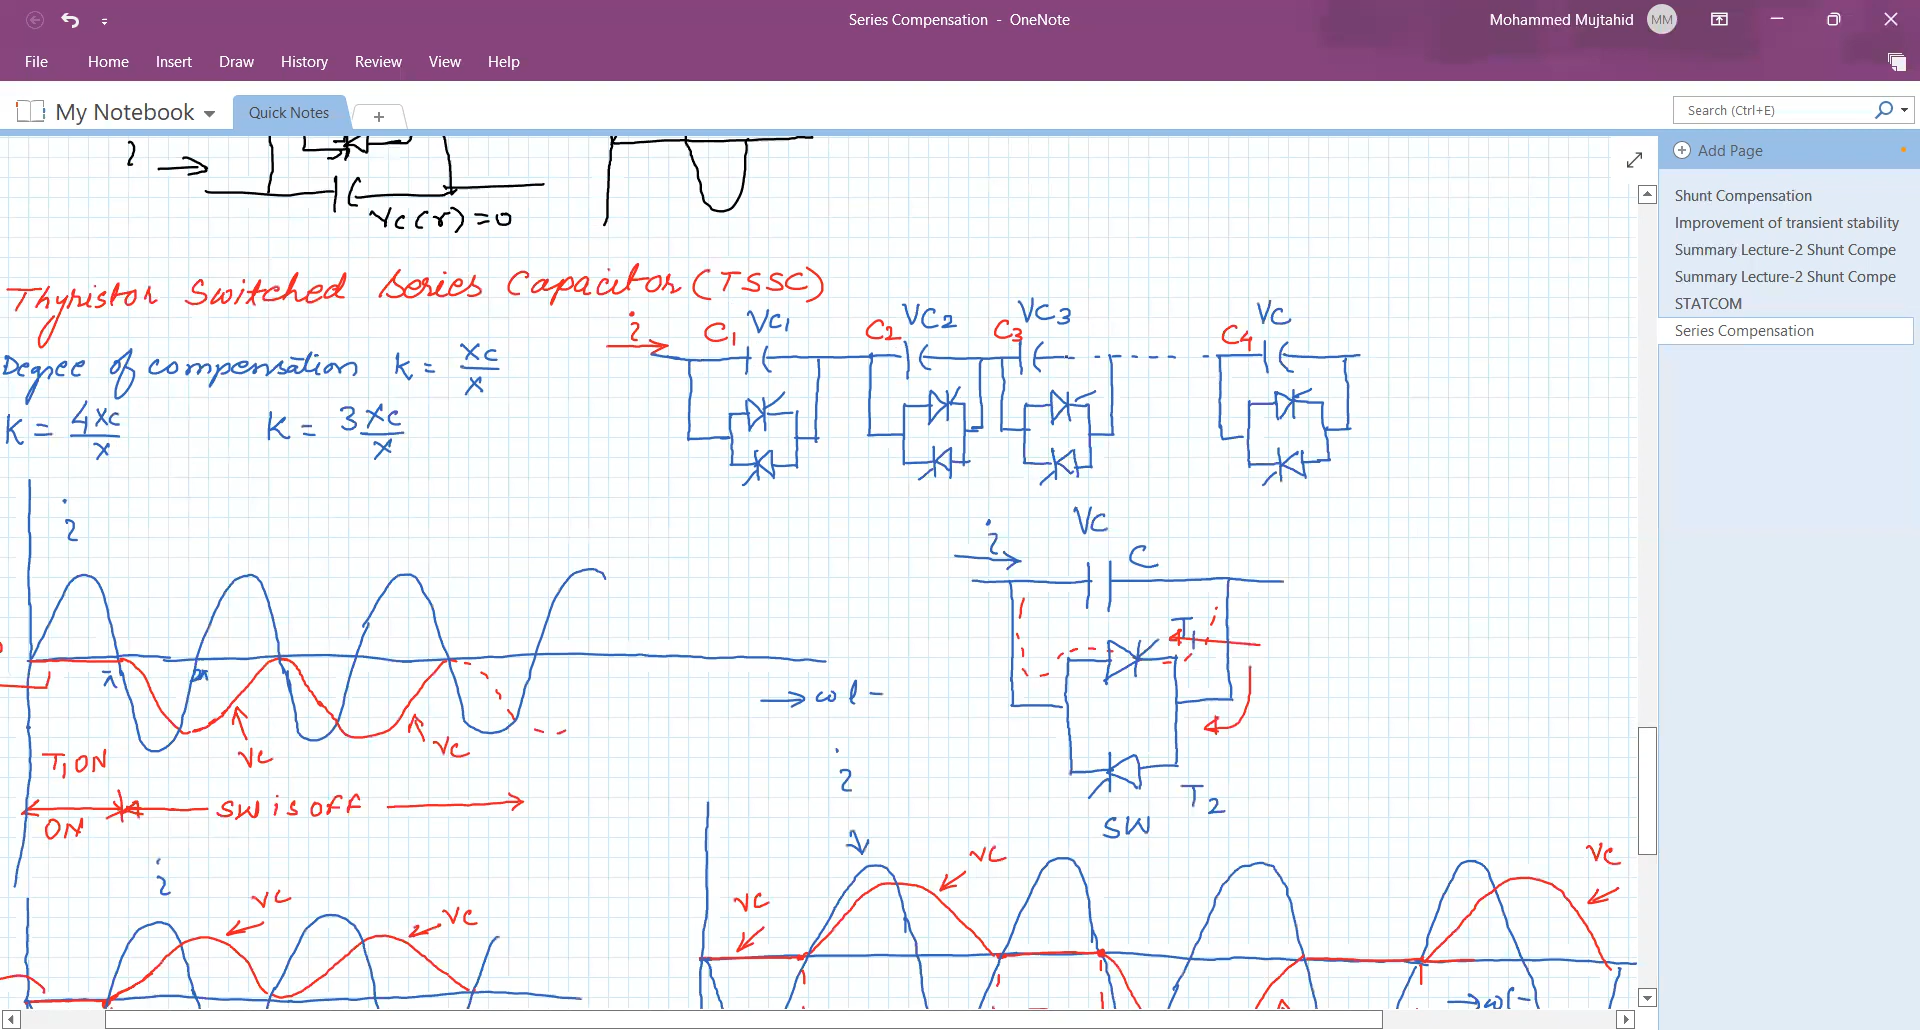 Series Compensation - OneNote
Mohammed Mujtahid
MM
File Home Insert Draw History Review View Help
My Notebook
Quick Notes
+
Search (Ctrl+E)
Add Page
Shunt Compensation
Improvement of transient stability
Summary Lecture-2 Shunt Compe
Summary Lecture-2 Shunt Compe
STATCOM
Series Compensation
i
Vc(r) = 0
Thyristor Switched Series Capacitor (TSSC)
i
C1 VC1
C2 VC2
C3 VC3
C4 VC
Degree of compensation K = Xc/X
K = 4Xc/X
K = 3Xc/X
i
VC
i
C
T1
T2
SW
π
VC
VC
T1 ON
ON
SW is off
i
VC
VC
i
VC
VC
VC